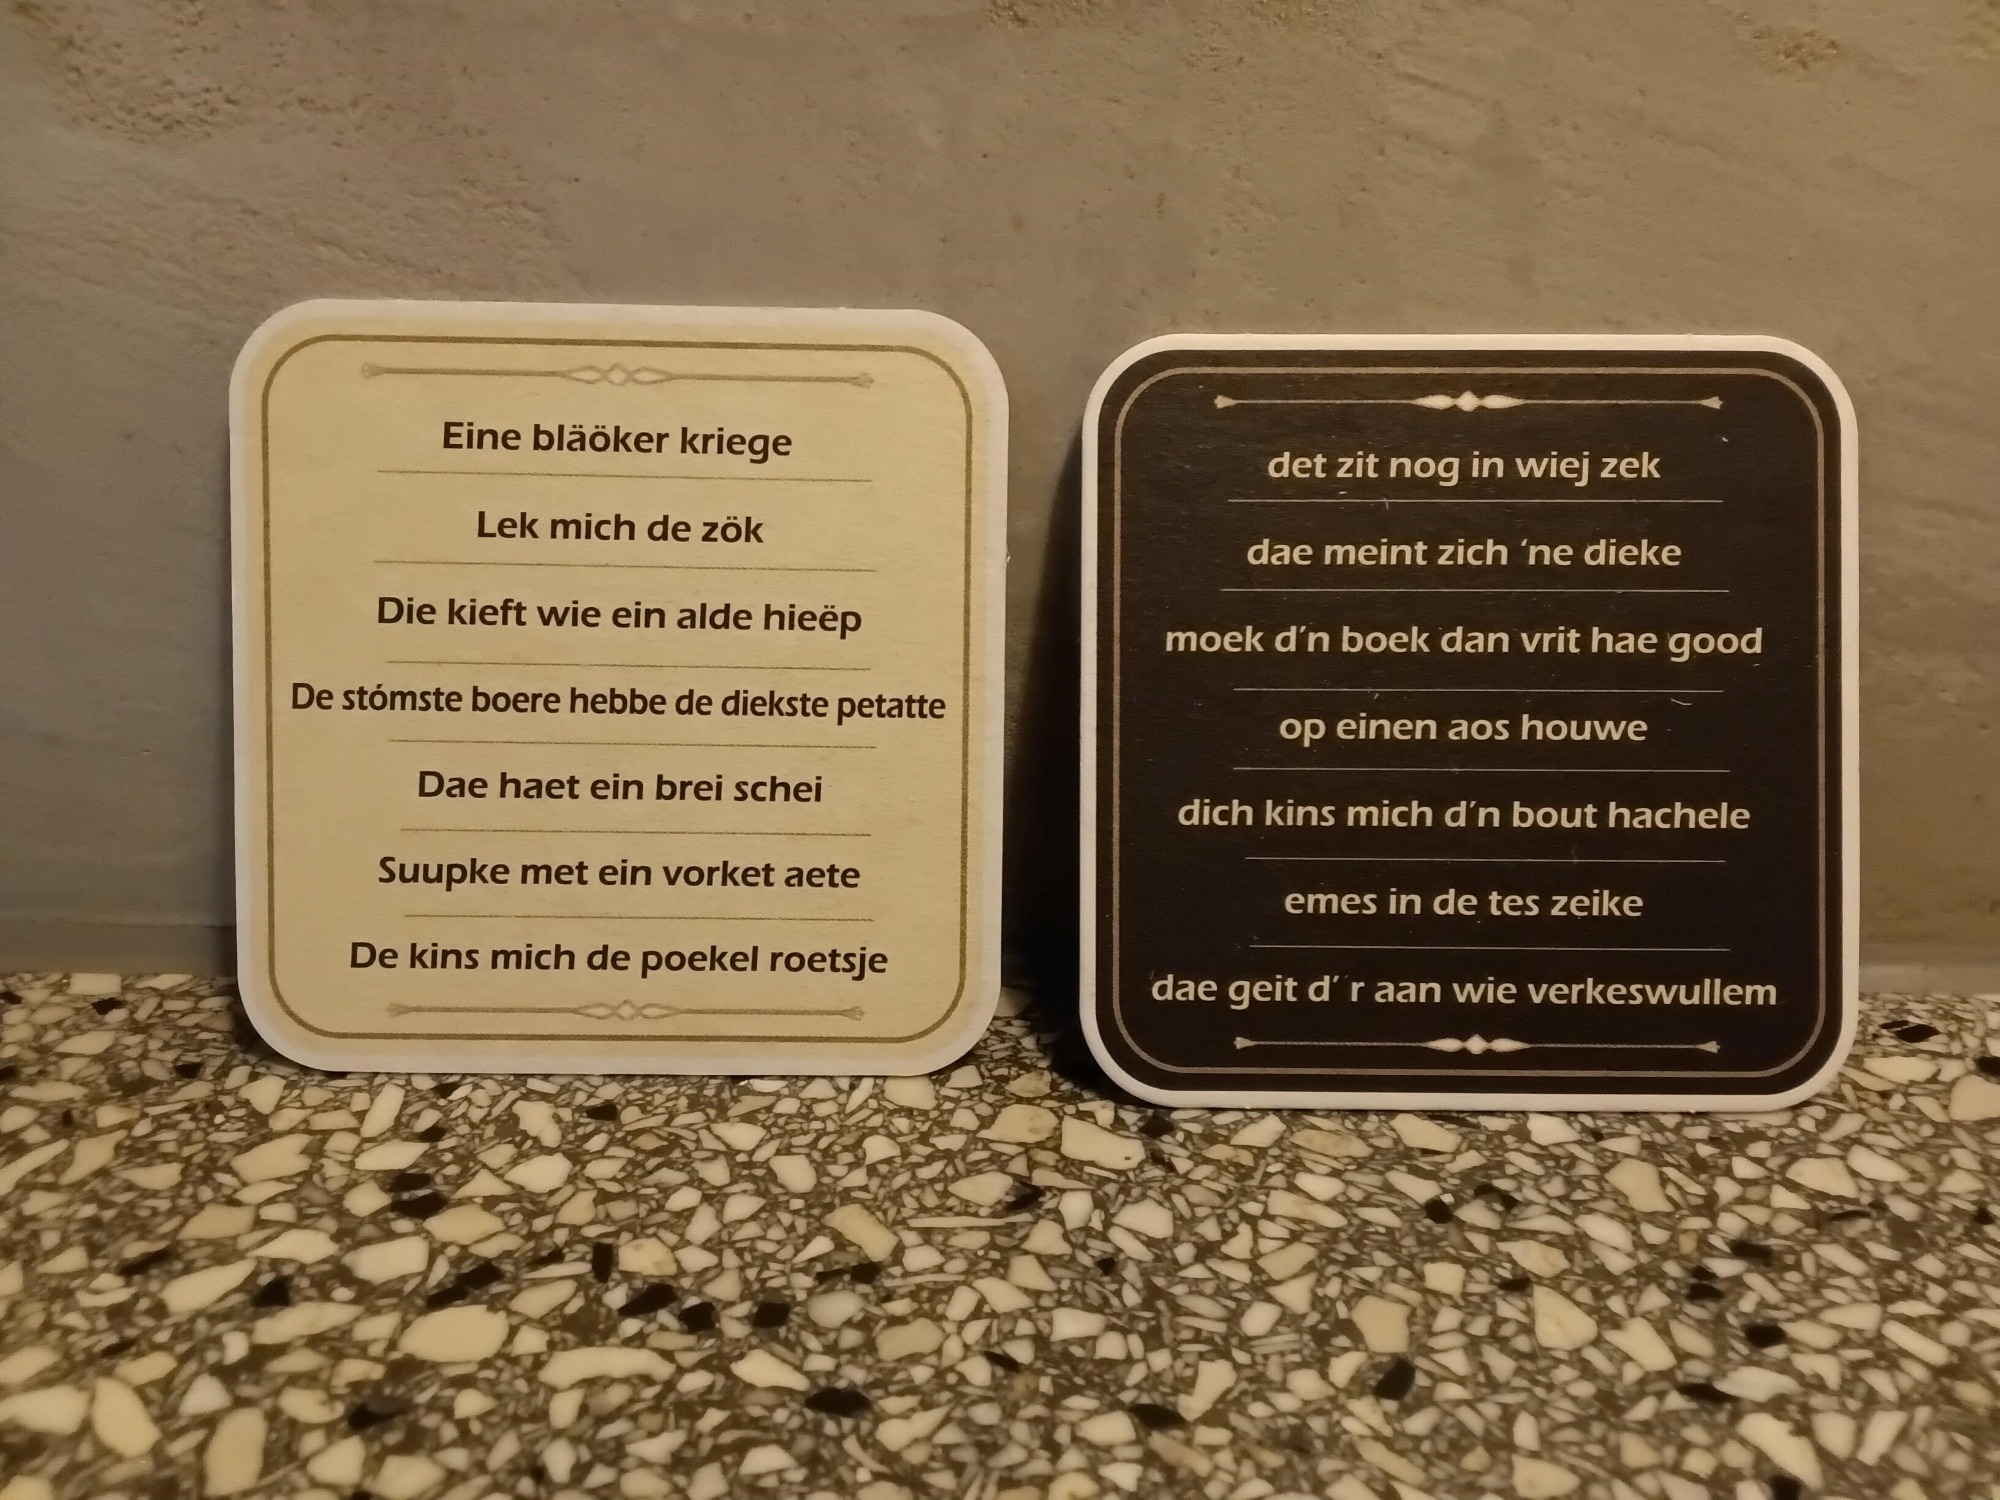 Eine bläöker kriege
Lek mich de zök
Die kieft wie ein alde hieëp
De stómste boere hebbe de diekste petatte
Dae haet ein brei schei
Suupke met ein vorket aete
De kins mich de poekel roetsje
det zit nog in wiej zek
dae meint zich ‘ne dieke
moek d’n boek dan vrit hae good
op einen aos houwe
dich kins mich d’n bout hachele
emes in de tes zeike
dae geit d’ r aan wie verkeswullem